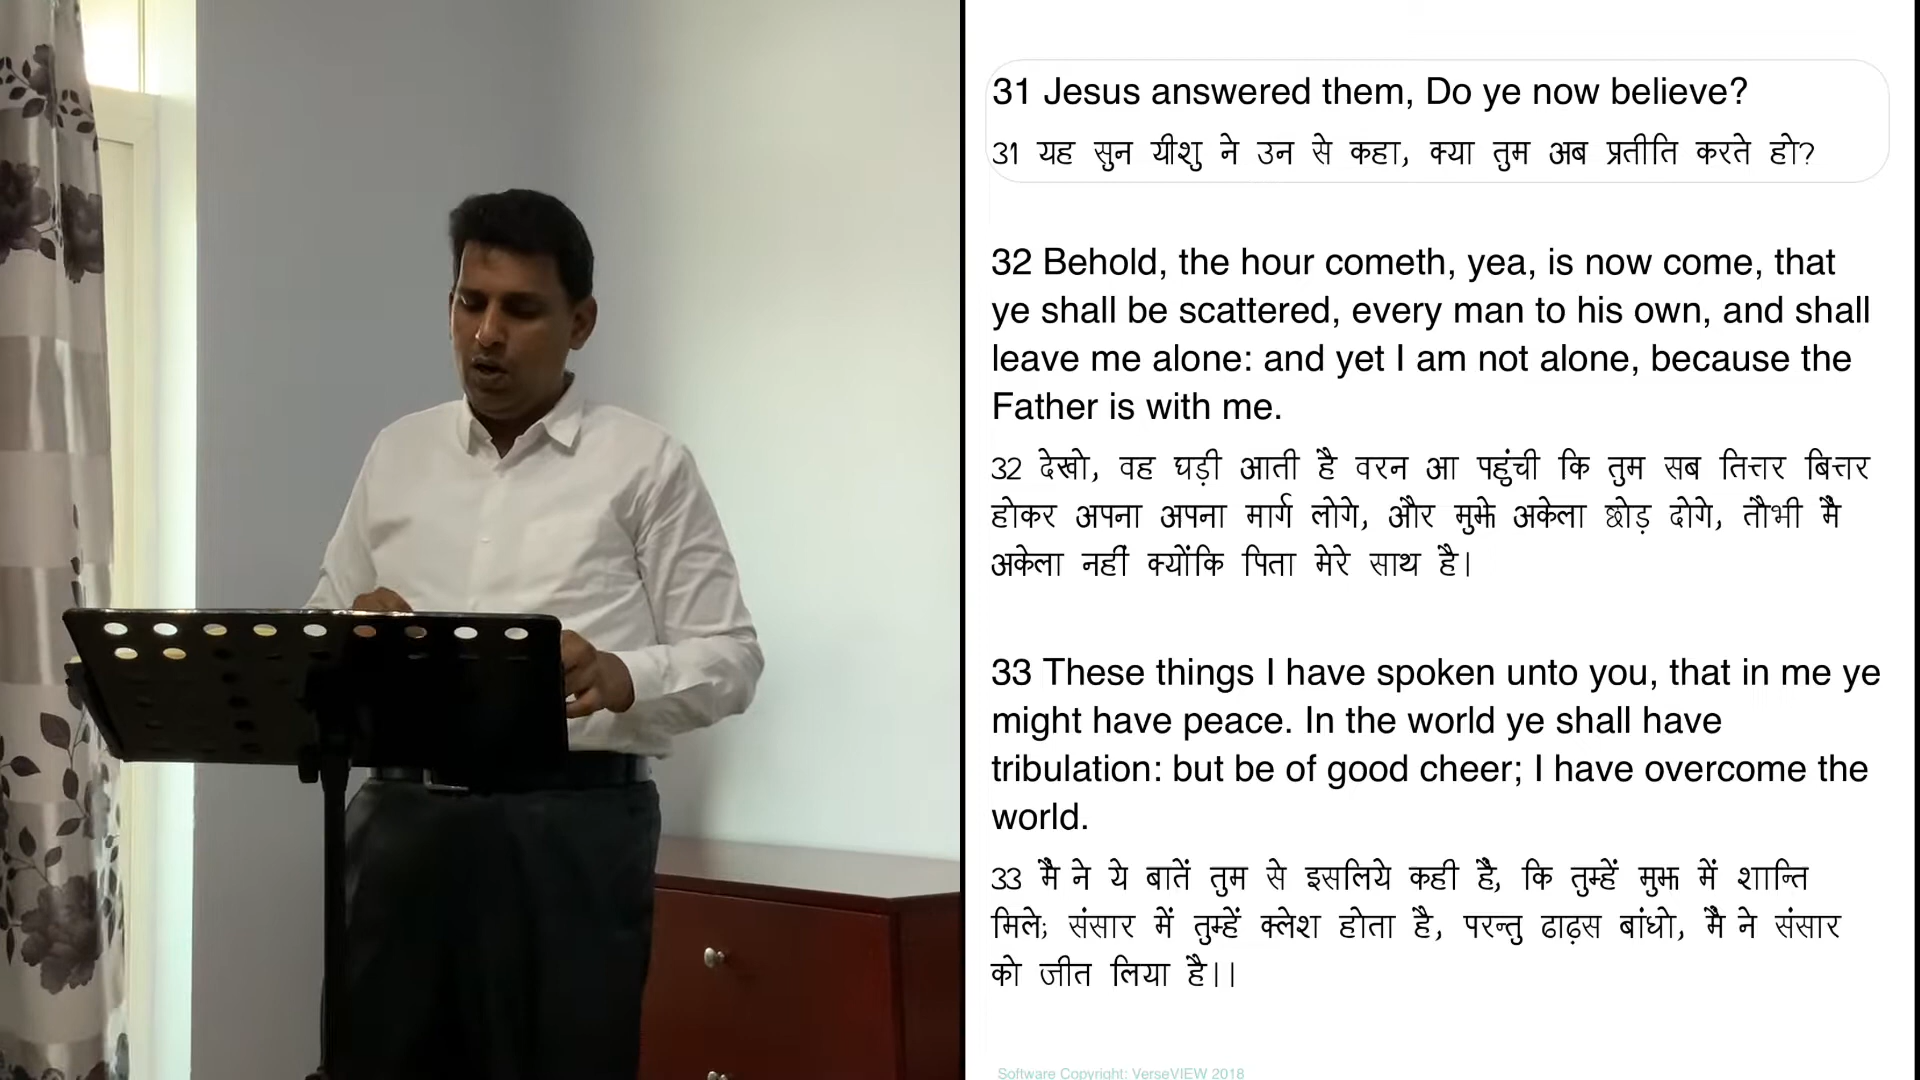 31 Jesus answered them, Do ye now believe?
31 यह सुन यीशु ने उन से कहा, क्या तुम अब प्रतीति करते हो?
32 Behold, the hour cometh, yea, is now come, that
ye shall be scattered, every man to his own, and shall
leave me alone: and yet I am not alone, because the
Father is with me.
32 देखो, वह घड़ी आती है वरन आ पहुंची कि तुम सब तित्तर बित्तर
होकर अपना अपना मार्ग लोगे, और मुझे अकेला छोड़ दोगे, तौभी मैं
अकेला नहीं क्योंकि पिता मेरे साथ है।
33 These things I have spoken unto you, that in me ye
might have peace. In the world ye shall have
tribulation: but be of good cheer; I have overcome the
world.
33 मैं ने ये बातें तुम से इसलिये कही हैं, कि तुम्हें मुझ में शान्ति
मिले; संसार में तुम्हें क्लेश होता है, परन्तु ढाढ़स बांधो, मैं ने संसार
को जीत लिया है।।
Software Copyright: VerseVIEW 2018